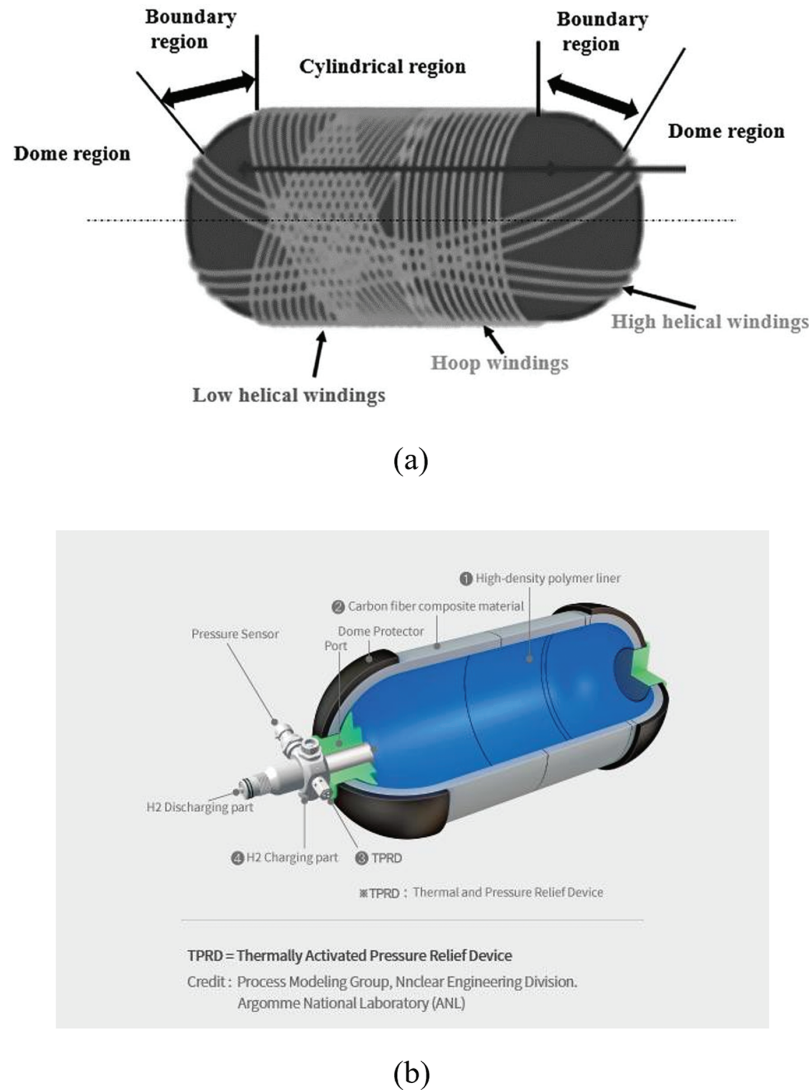 Boundary
region
Boundary
region
Cylindrical region
Dome region
Dome region
High helical windings
Hoop windings
Low helical windings
(a)
❶ High-density polymer liner
❷ Carbon fiber composite material
Dome Protector
Pressure Sensor
Port
H2 Discharging part
❹ H2 Charging part
❸ TPRD
※TPRD : Thermal and Pressure Relief Device
TPRD = Thermally Activated Pressure Relief Device
Credit : Process Modeling Group, Nnclear Engineering Division.
Argomme National Laboratory (ANL)
(b)